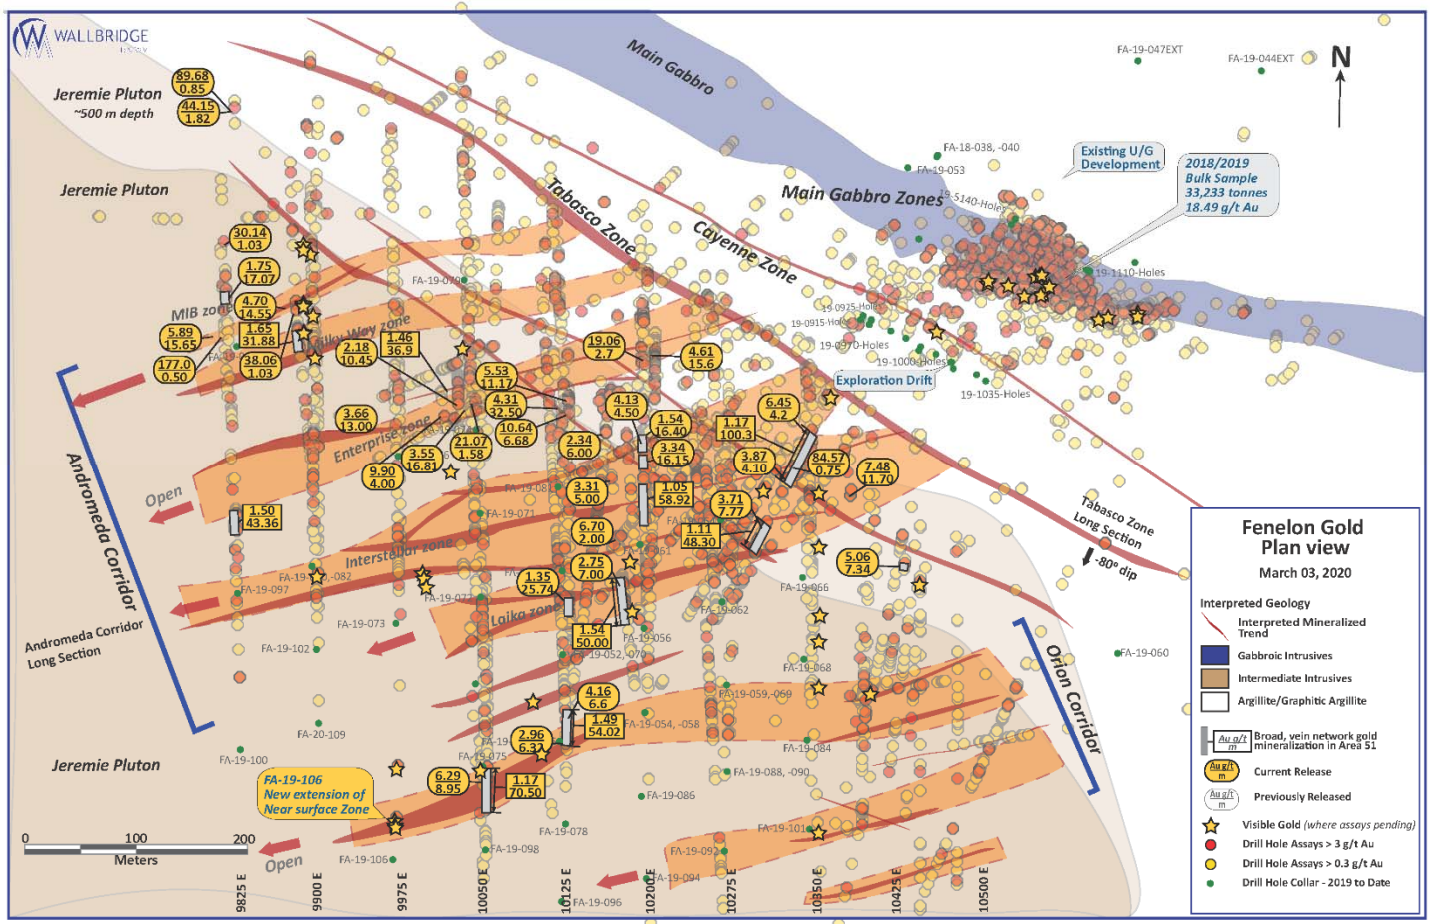 WALLBRIDGE
Jeremie Pluton
~500 m depth
89.68
0.85
44.15
1.82
Jeremie Pluton
Main Gabbro
FA-19-047EXT
FA-19-044EXT
N
FA-18-038, -040
FA-19-053
Existing U/G
Development
2018/2019
Bulk Sample
33,233 tonnes
18.49 g/t Au
Main Gabbro Zones
19-5140-Holes
Tabasco Zone
Cayenne Zone
19-1110-Holes
30.14
1.03
1.75
17.07
FA-19-079
4.70
14.55
MIB zone
Milky Way zone
5.89
15.65
1.65
31.88
177.0
0.50
38.06
1.03
2.18
10.45
1.46
36.9
19.06
2.7
4.61
15.6
19-0925-Holes
19-0915-Holes
19-0970-Holes
19-1000-Holes
Exploration Drift
19-1035-Holes
5.53
11.17
4.31
32.50
10.64
6.68
4.13
4.50
1.54
16.40
3.34
16.15
6.45
4.2
1.17
100.3
3.66
13.00
Enterprise zone
21.07
1.58
3.55
16.81
9.90
4.00
2.34
6.00
3.87
4.10
84.57
0.75
7.48
11.70
3.31
5.00
1.05
58.92
3.71
7.77
1.11
48.30
Open
1.50
43.36
Andromeda Corridor
FA-19-071
6.70
2.00
FA-19-061
Interstellar zone
2.75
7.00
5.06
7.34
Tabasco Zone
Long Section
-80º dip
FA-19-097
1.35
25.74
FA-19-066
FA-19-062
Laika zone
FA-19-073
1.54
50.00
FA-19-056
Andromeda Corridor
Long Section
FA-19-102
FA-19-052, -070
FA-19-068
FA-19-060
Orion Corridor
FA-19-059,-069
4.16
6.6
1.49
54.02
FA-19-054, -058
FA-20-109
2.96
6.37
FA-19-084
FA-19-100
Jeremie Pluton
6.29
8.95
1.17
70.50
FA-19-088, -090
FA-19-106
New extension of
Near surface Zone
FA-19-086
FA-19-078
FA-19-101
FA-19-098
FA-19-092
FA-19-106
FA-19-094
FA-19-096
Open
0 100 200
Meters
9825 E
9900 E
9975 E
10050 E
10125 E
10200 E
10275 E
10350 E
10425 E
10500 E
Fenelon Gold
Plan view
March 03, 2020
Interpreted Geology
Interpreted Mineralized
Trend
Gabbroic Intrusives
Intermediate Intrusives
Argillite/Graphitic Argillite
Au g/t
m
Broad, vein network gold
mineralization in Area 51
Au g/t
m
Current Release
Au g/t
m
Previously Released
Visible Gold (where assays pending)
Drill Hole Assays > 3 g/t Au
Drill Hole Assays > 0.3 g/t Au
Drill Hole Collar - 2019 to Date